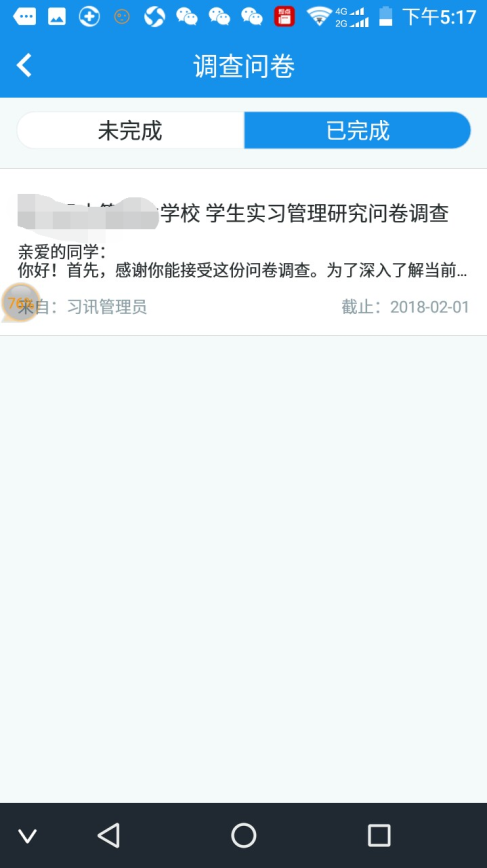 4G
2G
下午5:17
调查问卷
未完成
已完成
学校 学生实习管理研究问卷调查
亲爱的同学：
你好！首先，感谢你能接受这份问卷调查。为了深入了解当前...
来自：习讯管理员
截止：2018-02-01